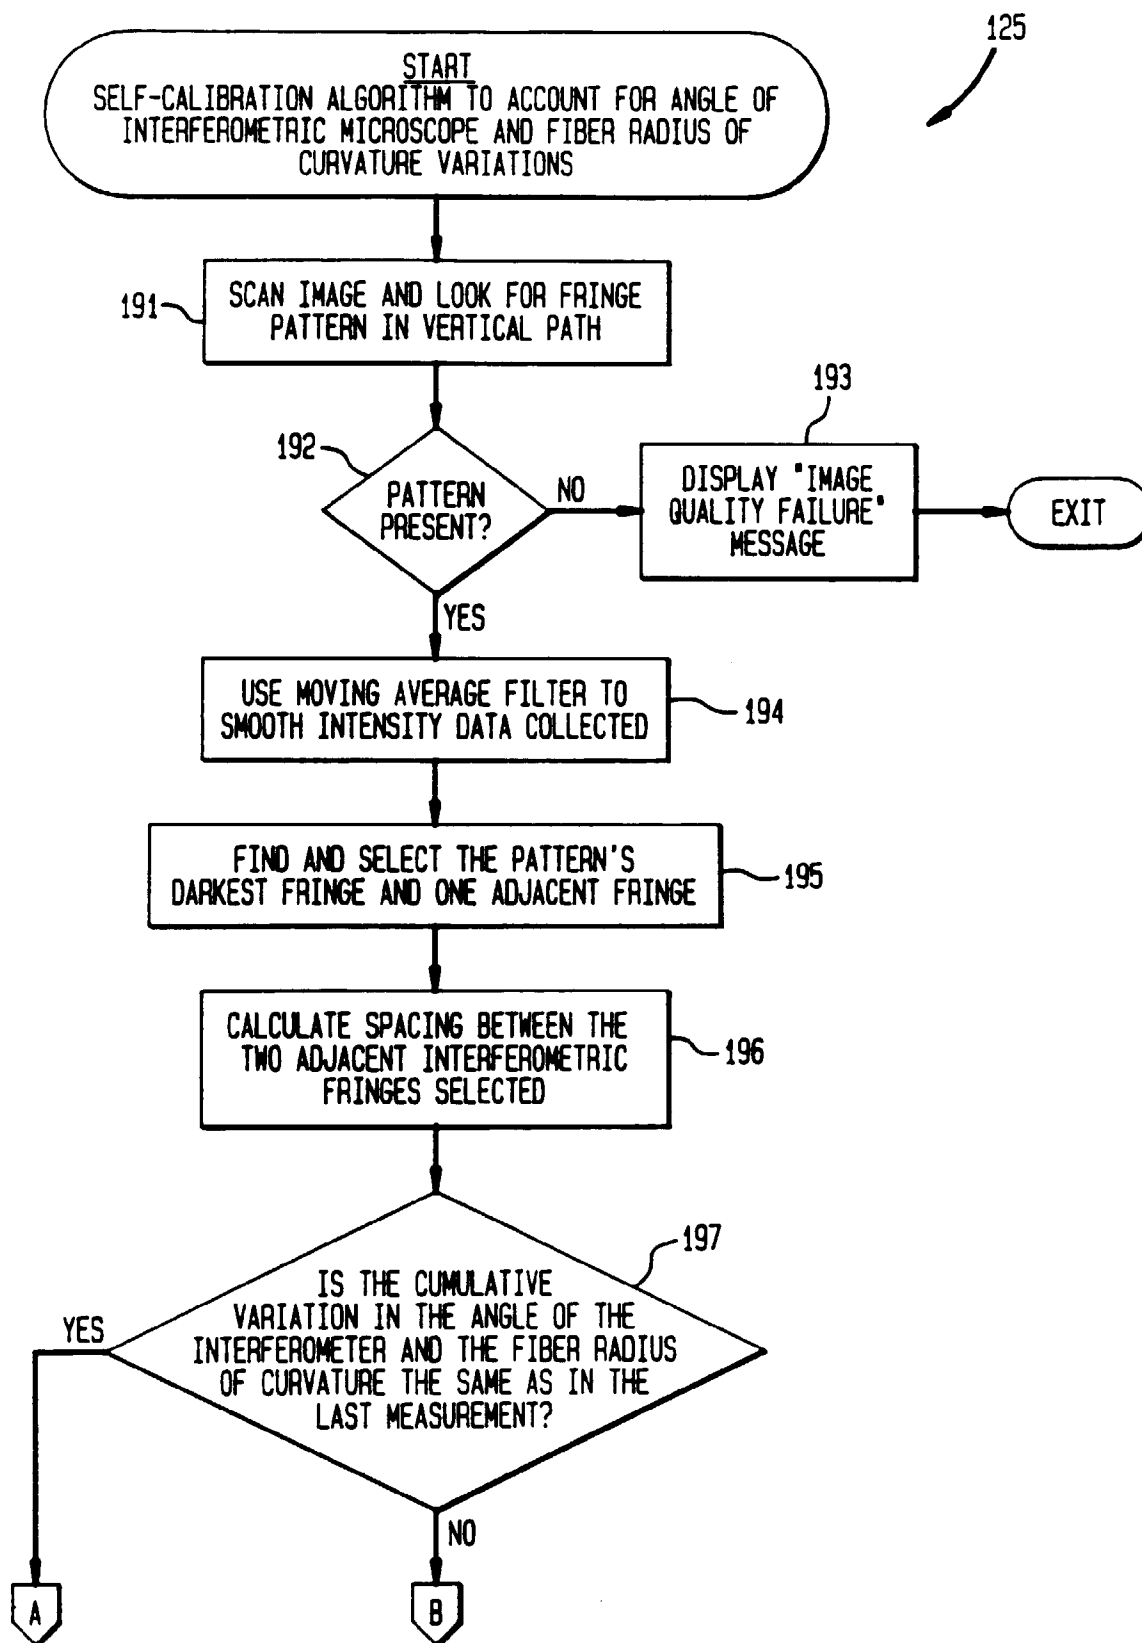 125
START
SELF-CALIBRATION ALGORITHM TO ACCOUNT FOR ANGLE OF
INTERFEROMETRIC MICROSCOPE AND FIBER RADIUS OF
CURVATURE VARIATIONS
191
SCAN IMAGE AND LOOK FOR FRINGE
PATTERN IN VERTICAL PATH
192
PATTERN
PRESENT?
NO
193
DISPLAY "IMAGE
QUALITY FAILURE"
MESSAGE
EXIT
YES
USE MOVING AVERAGE FILTER TO
SMOOTH INTENSITY DATA COLLECTED
194
FIND AND SELECT THE PATTERN'S
DARKEST FRINGE AND ONE ADJACENT FRINGE
195
CALCULATE SPACING BETWEEN THE
TWO ADJACENT INTERFEROMETRIC
FRINGES SELECTED
196
197
IS THE CUMULATIVE
VARIATION IN THE ANGLE OF THE
INTERFEROMETER AND THE FIBER RADIUS
OF CURVATURE THE SAME AS IN THE
LAST MEASUREMENT?
YES
NO
A
B